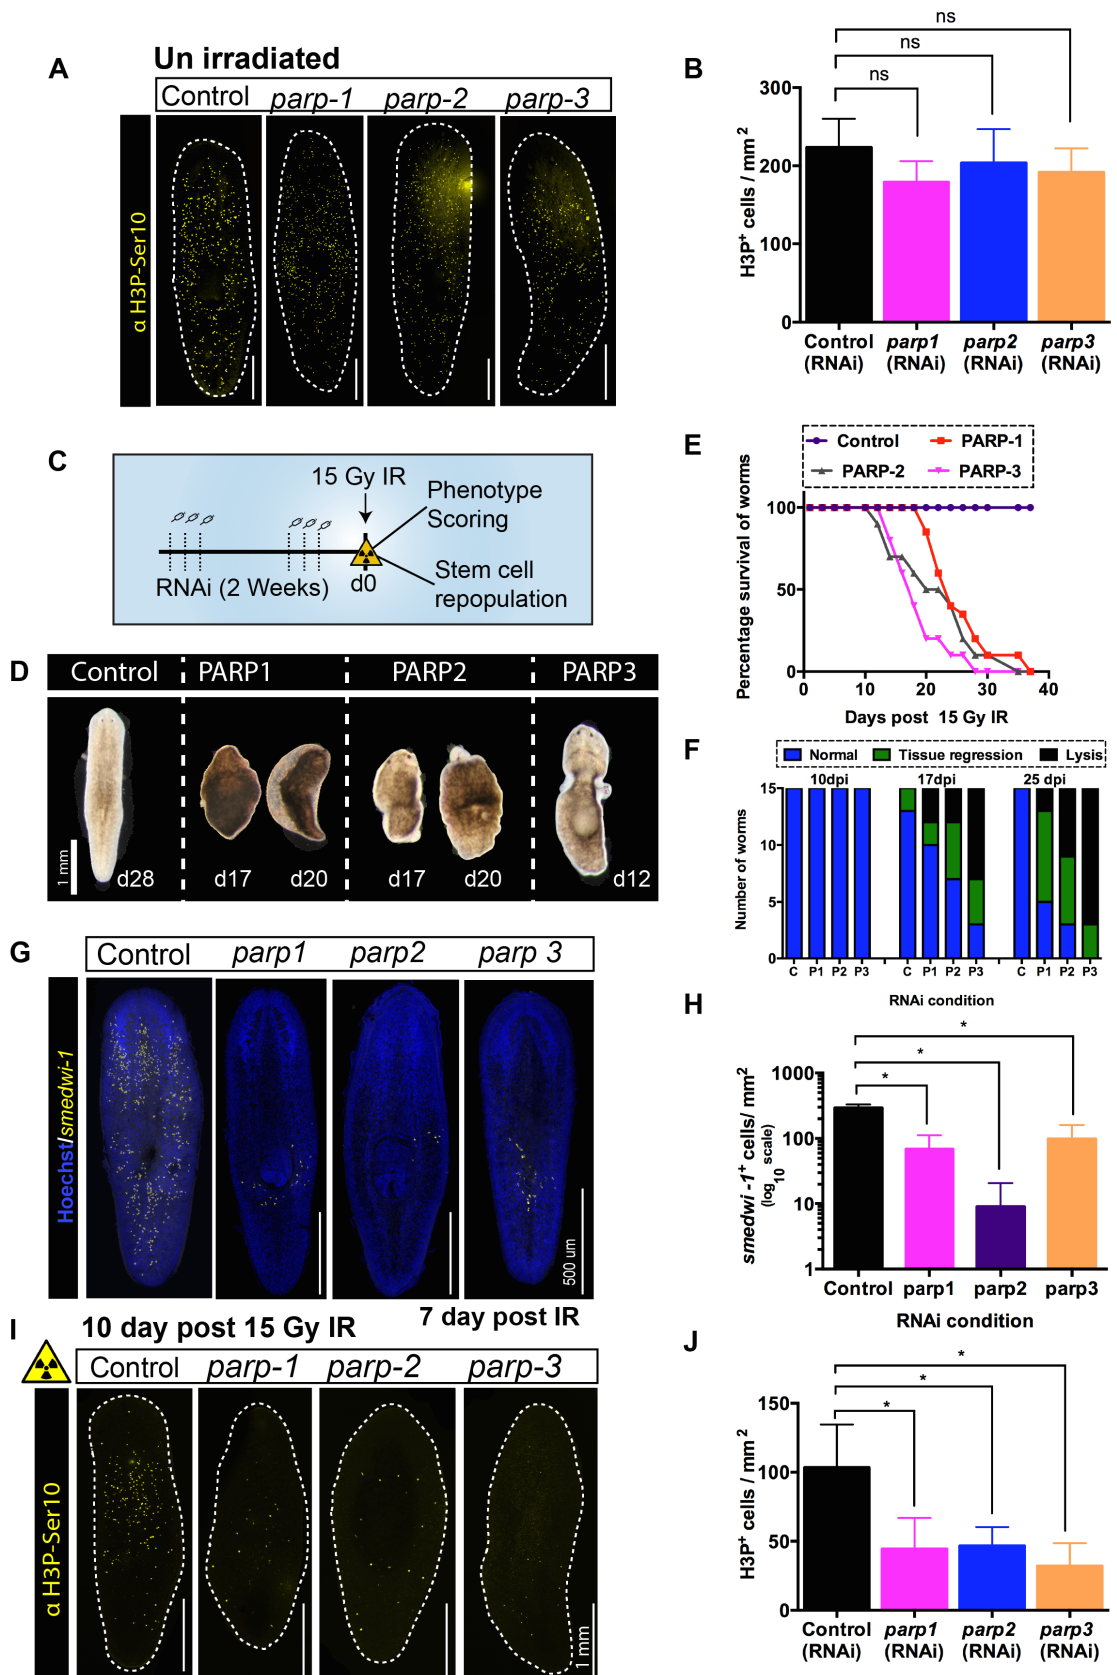 A
Un irradiated
Control parp-1 parp-2 parp-3
α H3P-Ser10
B
ns
ns
ns
H3P+ cells / mm2
300
200
100
0
Control (RNAi)
parp1 (RNAi)
parp2 (RNAi)
parp3 (RNAi)
C
15 Gy IR
Phenotype
Scoring
RNAi (2 Weeks)
d0
Stem cell
repopulation
D
Control PARP1 PARP2 PARP3
1 mm
d28 d17 d20 d17 d20 d12
E
Control PARP-1
PARP-2 PARP-3
Percentage survival of worms
100
50
0
0 10 20 30 40
Days post 15 Gy IR
F
Normal Tissue regression Lysis
10dpi 17dpi 25 dpi
Number of worms
15
10
5
0
C P1 P2 P3 C P1 P2 P3 C P1 P2 P3
RNAi condition
G
Control parp1 parp2 parp 3
Hoechst/smedwi-1
500 um
7 day post IR
H
*
*
*
smedwi -1+ cells/ mm2
(log10 scale)
1000
100
10
1
Control parp1 parp2 parp3
RNAi condition
I
10 day post 15 Gy IR
Control parp-1 parp-2 parp-3
α H3P-Ser10
1 mm
J
*
*
*
H3P+ cells / mm2
150
100
50
0
Control (RNAi)
parp1 (RNAi)
parp2 (RNAi)
parp3 (RNAi)